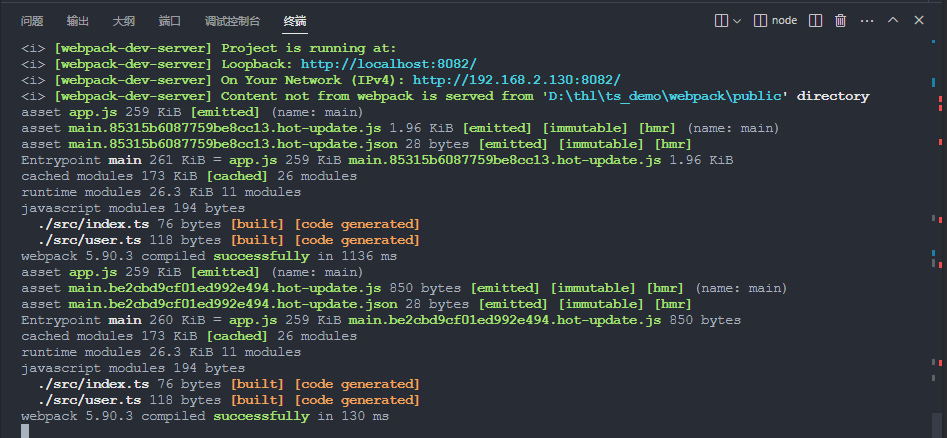 问题 输出 大纲 端口 调试控制台 终端 node
<i> [webpack-dev-server] Project is running at:
<i> [webpack-dev-server] Loopback: http://localhost:8082/
<i> [webpack-dev-server] On Your Network (IPv4): http://192.168.2.130:8082/
<i> [webpack-dev-server] Content not from webpack is served from 'D:\thl\ts_demo\webpack\public' directory
asset app.js 259 KiB [emitted] (name: main)
asset main.85315b6087759be8cc13.hot-update.js 1.96 KiB [emitted] [immutable] [hmr] (name: main)
asset main.85315b6087759be8cc13.hot-update.json 28 bytes [emitted] [immutable] [hmr]
Entrypoint main 261 KiB = app.js 259 KiB main.85315b6087759be8cc13.hot-update.js 1.96 KiB
cached modules 173 KiB [cached] 26 modules
runtime modules 26.3 KiB 11 modules
javascript modules 194 bytes
  ./src/index.ts 76 bytes [built] [code generated]
  ./src/user.ts 118 bytes [built] [code generated]
webpack 5.90.3 compiled successfully in 1136 ms
asset app.js 259 KiB [emitted] (name: main)
asset main.be2cbd9cf01ed992e494.hot-update.js 850 bytes [emitted] [immutable] [hmr] (name: main)
asset main.be2cbd9cf01ed992e494.hot-update.json 28 bytes [emitted] [immutable] [hmr]
Entrypoint main 260 KiB = app.js 259 KiB main.be2cbd9cf01ed992e494.hot-update.js 850 bytes
cached modules 173 KiB [cached] 26 modules
runtime modules 26.3 KiB 11 modules
javascript modules 194 bytes
  ./src/index.ts 76 bytes [built] [code generated]
  ./src/user.ts 118 bytes [built] [code generated]
webpack 5.90.3 compiled successfully in 130 ms